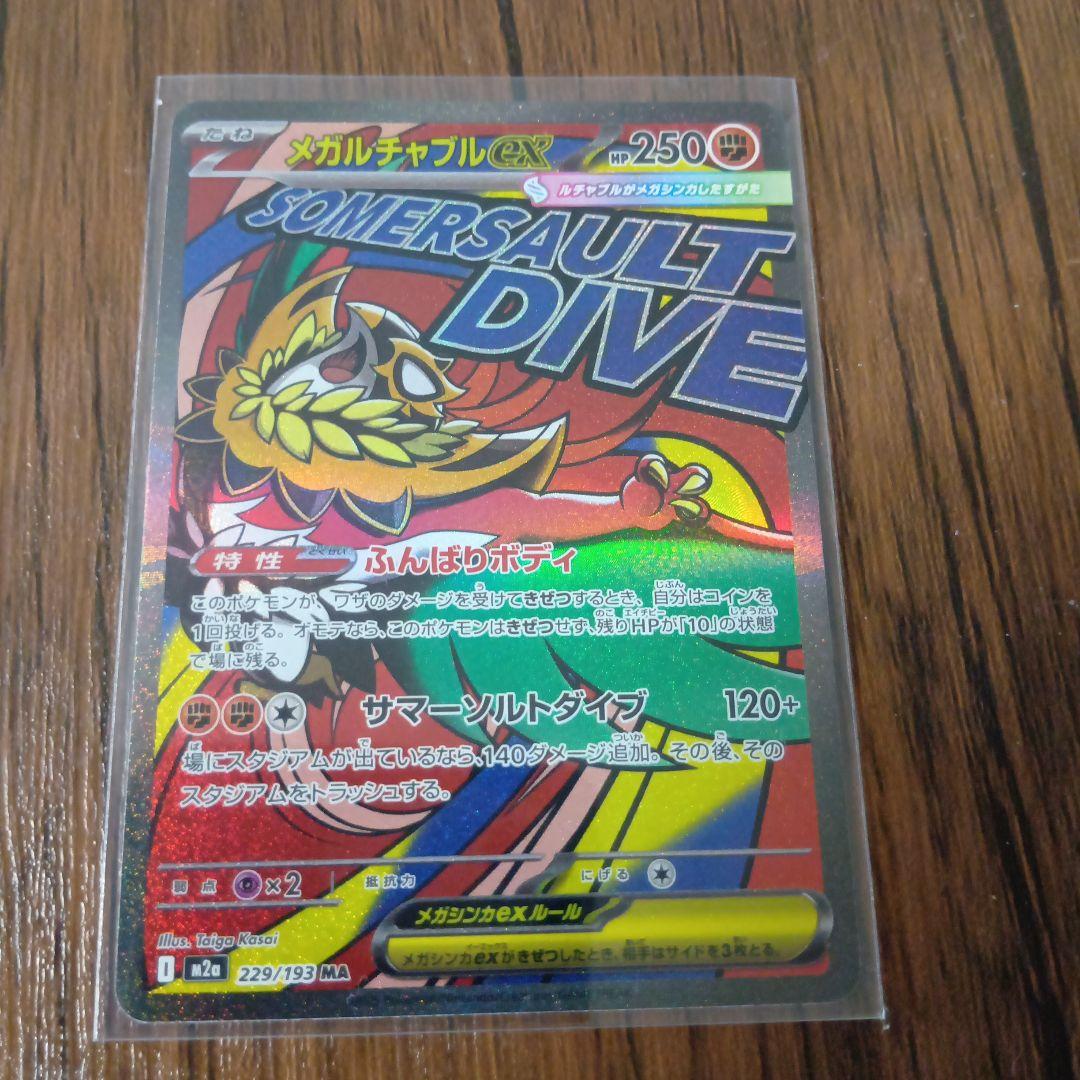 たね
メガルチャブルex HP250
ルチャブルがメガシンカしたすがた
SOMERSAULT
DIVE
特性 ふんばりボディ
このポケモンが、ワザのダメージを受けてきぜつするとき、自分はコインを
1回投げる。オモテなら、このポケモンはきぜつせず、残りHPが「10」の状態
で場に残る。
サマーソルトダイブ 120+
場にスタジアムが出ているなら、140ダメージ追加。その後、その
スタジアムをトラッシュする。
弱点 ×2 抵抗力 にげる
メガシンカexルール
メガシンカexがきぜつしたとき、相手はサイドを3枚とる。
Illus. Taiga Kasai
I M2a 229/193 MA